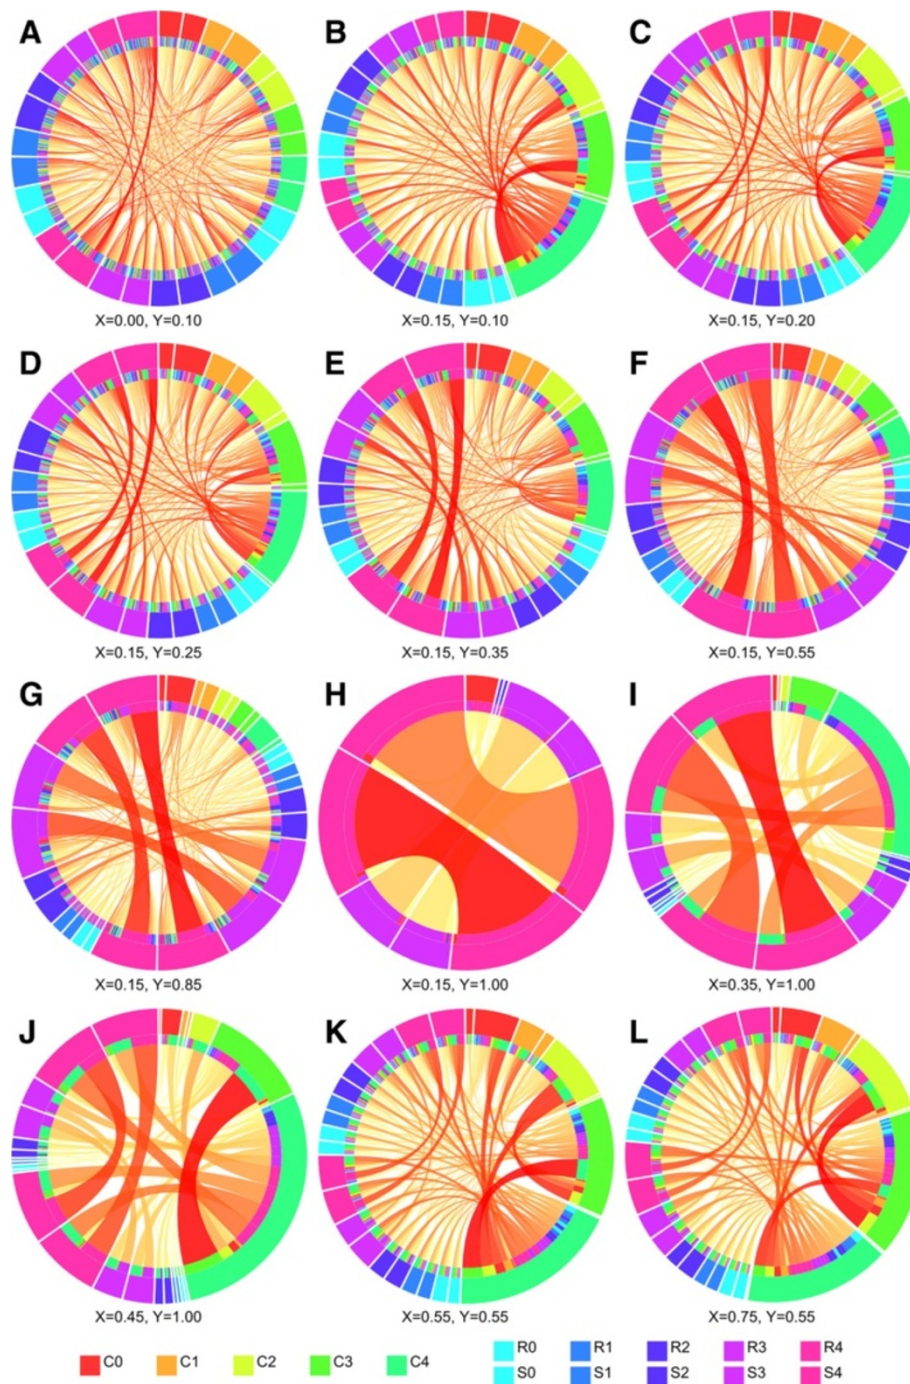 A B C
X=0.00, Y=0.10 X=0.15, Y=0.10 X=0.15, Y=0.20
D E F
X=0.15, Y=0.25 X=0.15, Y=0.35 X=0.15, Y=0.55
G H I
X=0.15, Y=0.85 X=0.15, Y=1.00 X=0.35, Y=1.00
J K L
X=0.45, Y=1.00 X=0.55, Y=0.55 X=0.75, Y=0.55
C0 C1 C2 C3 C4 R0 R1 R2 R3 R4
S0 S1 S2 S3 S4